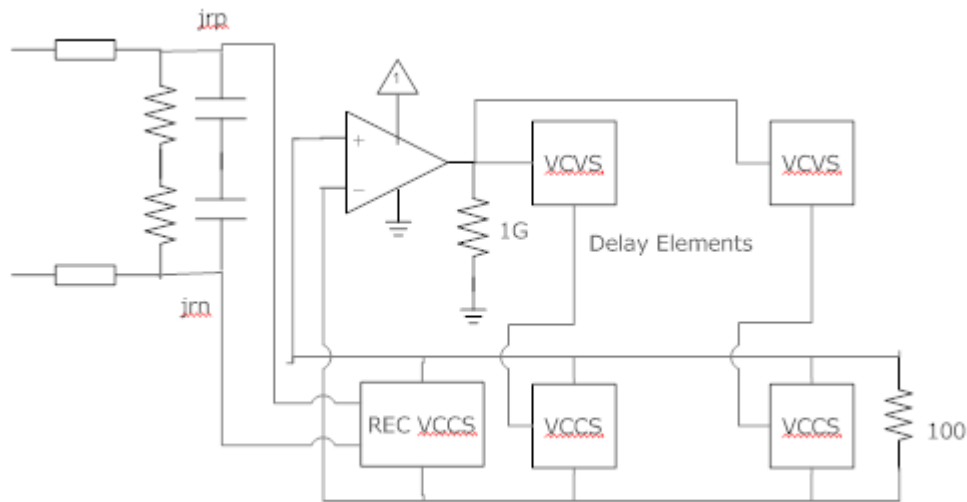 jrp
1
+
VCVS
VCVS
−
1G
Delay Elements
jrn
REC VCCS
VCCS
VCCS
100